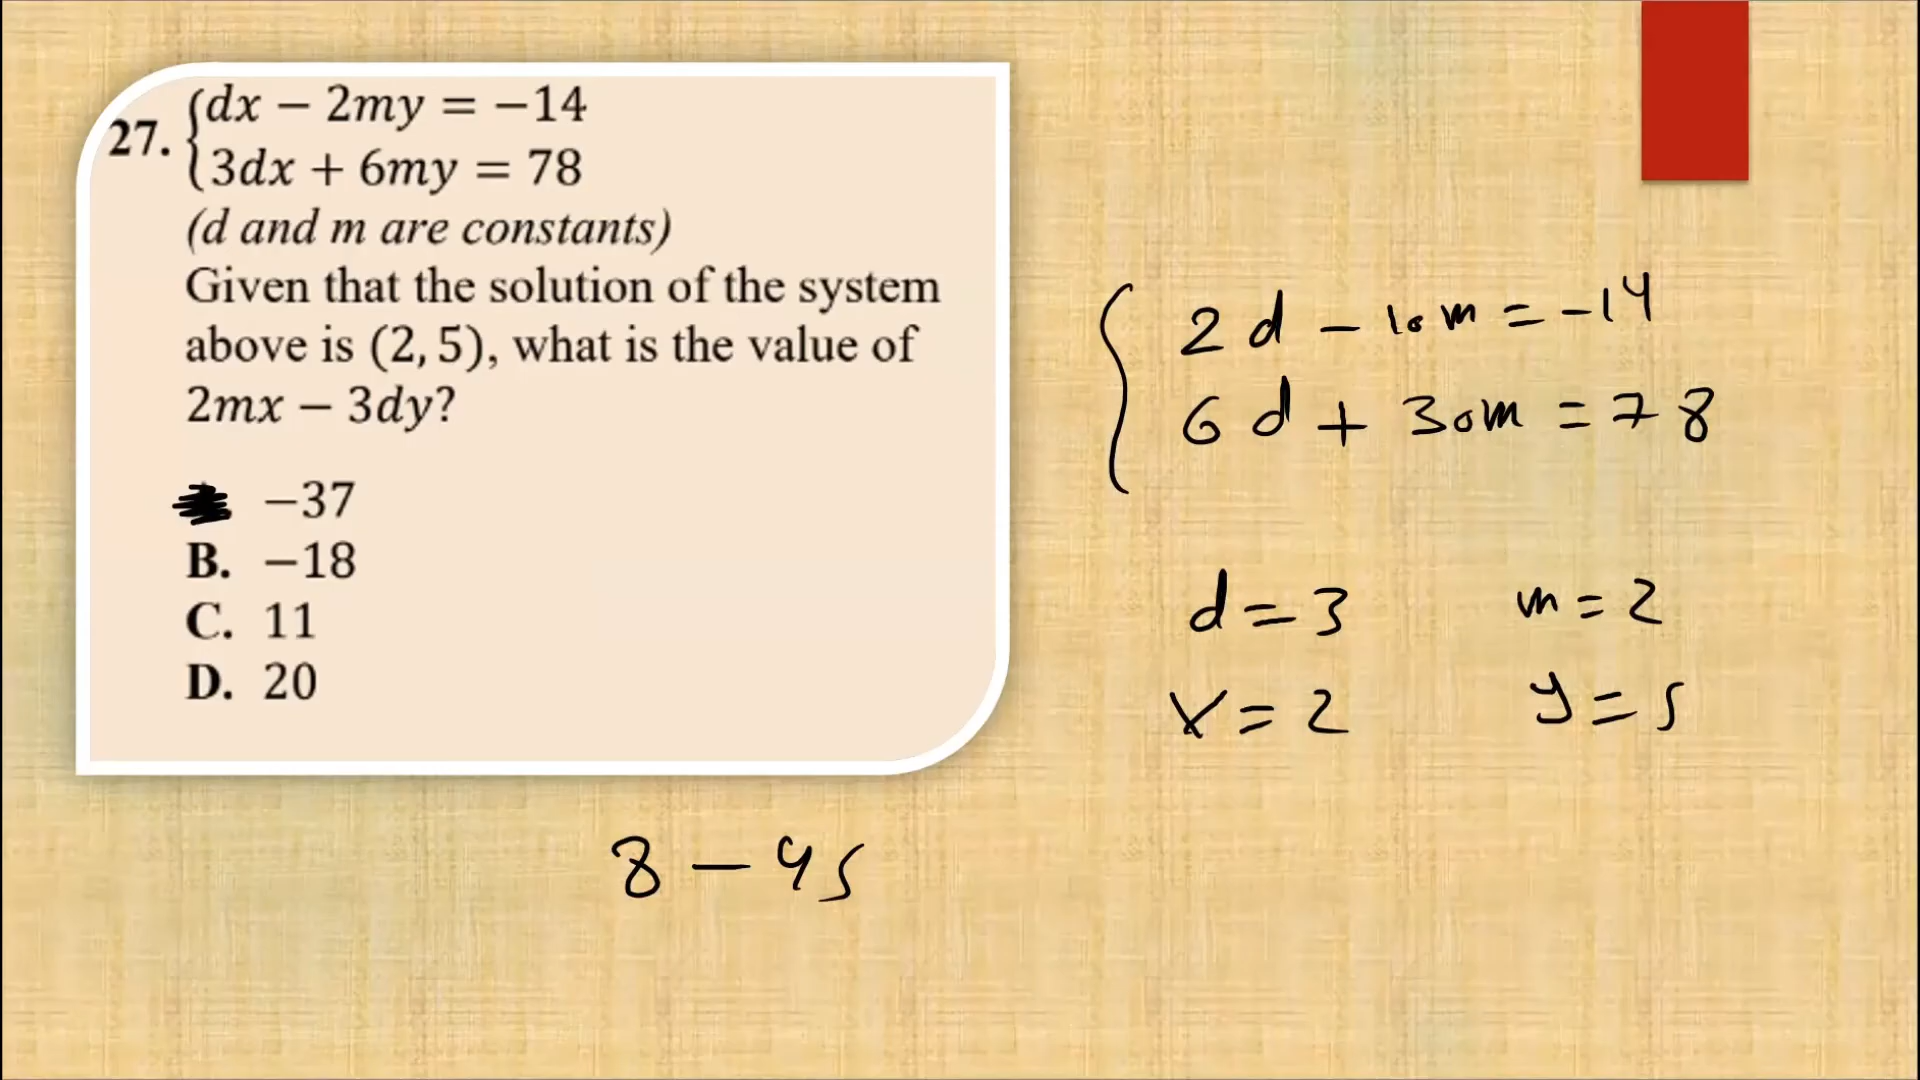 27. {dx − 2my = −14
3dx + 6my = 78
(d and m are constants)
Given that the solution of the system
above is (2, 5), what is the value of
2mx − 3dy?
−37
B. −18
C. 11
D. 20
2d − 10m = −14
6d + 30m = 78
d = 3 m = 2
x = 2 y = 5
8 − 45